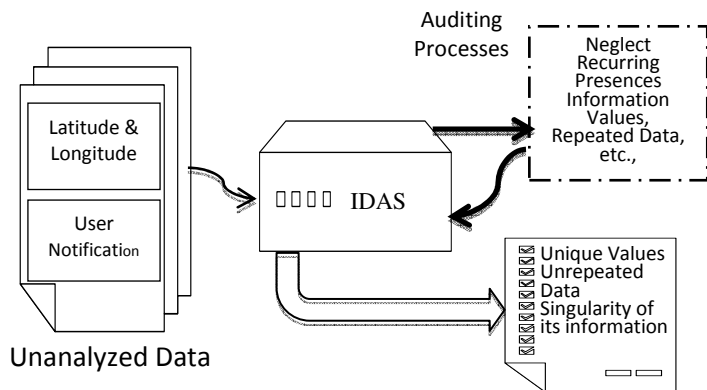 Auditing
Processes
Neglect
Recurring
Presences
Information
Values,
Repeated Data,
etc.,
Latitude &
Longitude
User
Notification
IDAS
Unique Values
Unrepeated
Data
Singularity of
its information
Unanalyzed Data